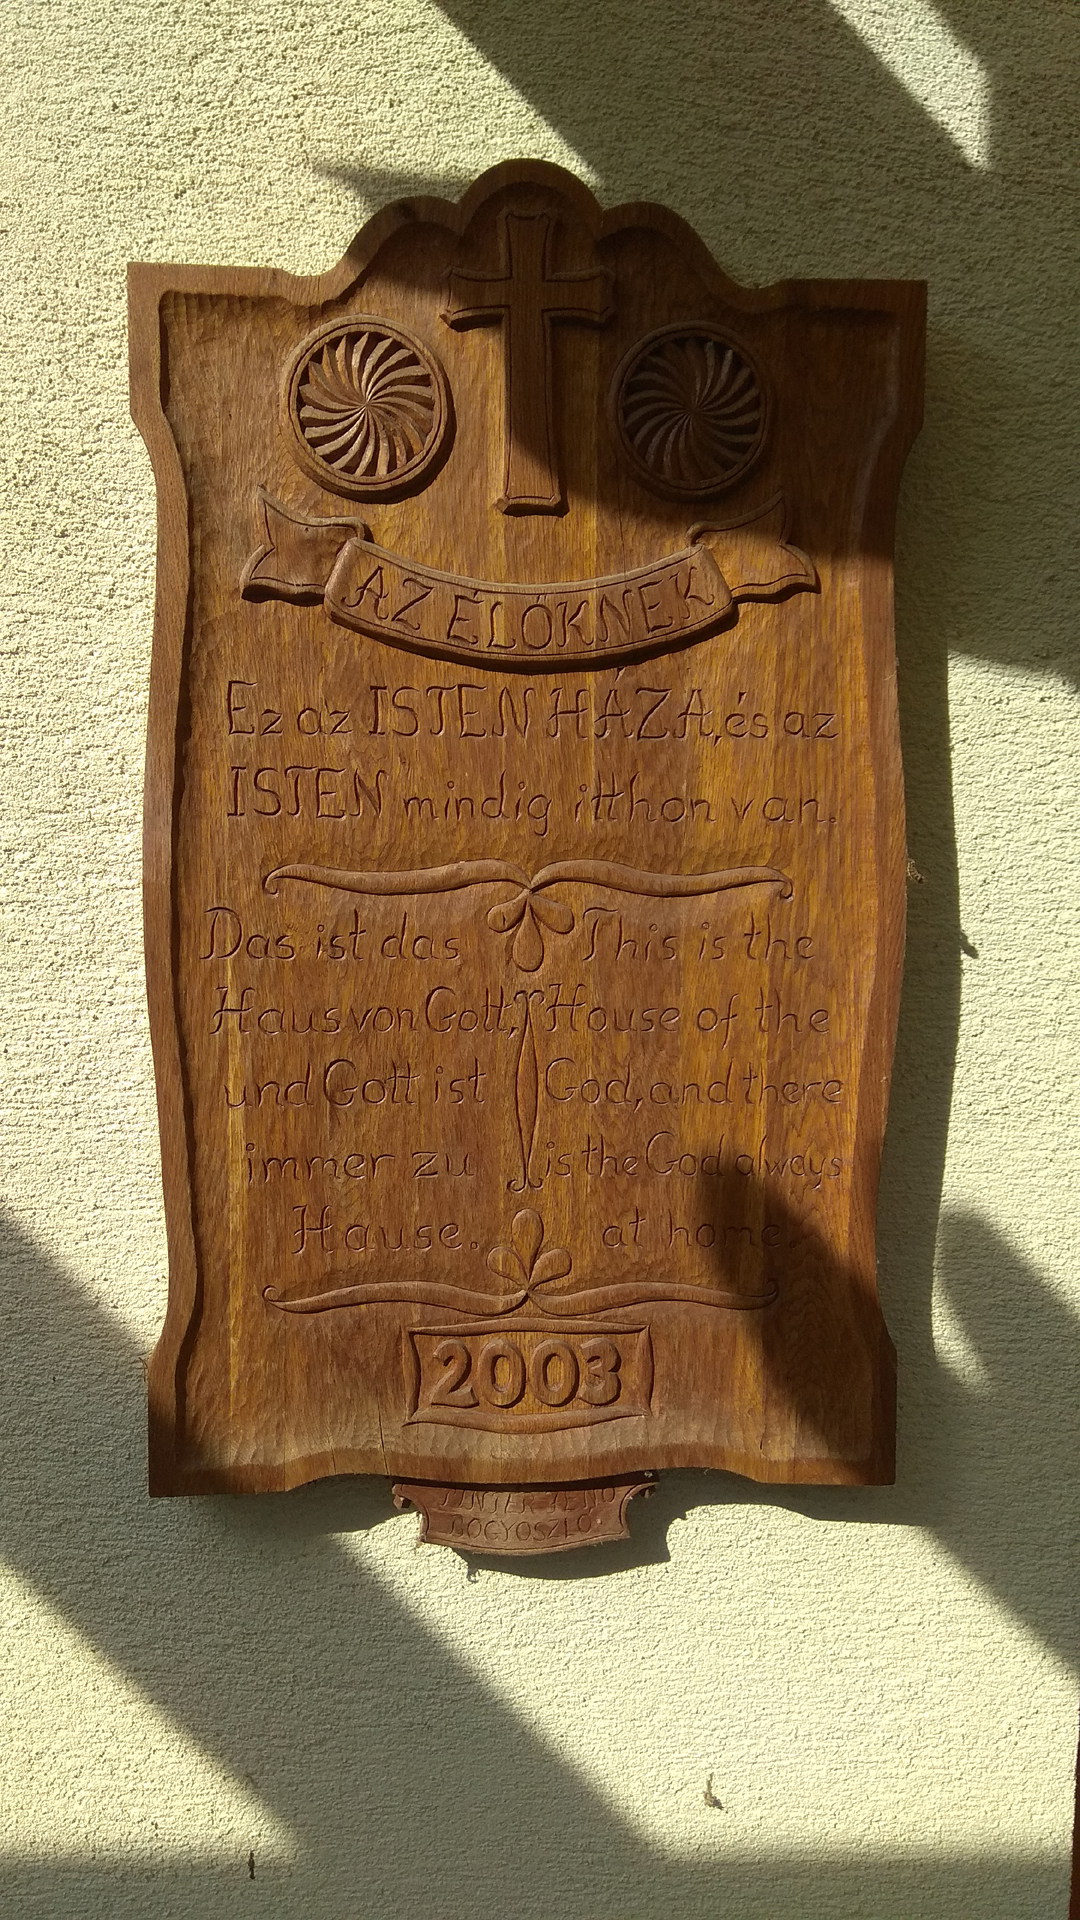 AZ ÉLŐKNEK
Ez az ISTEN HÁZA, és az
ISTEN mindig itthon van.
Das ist das
Haus von Gott,
und Gott ist
immer zu
Hause.
This is the
House of the
God, and there
is the God always
at home.
2003